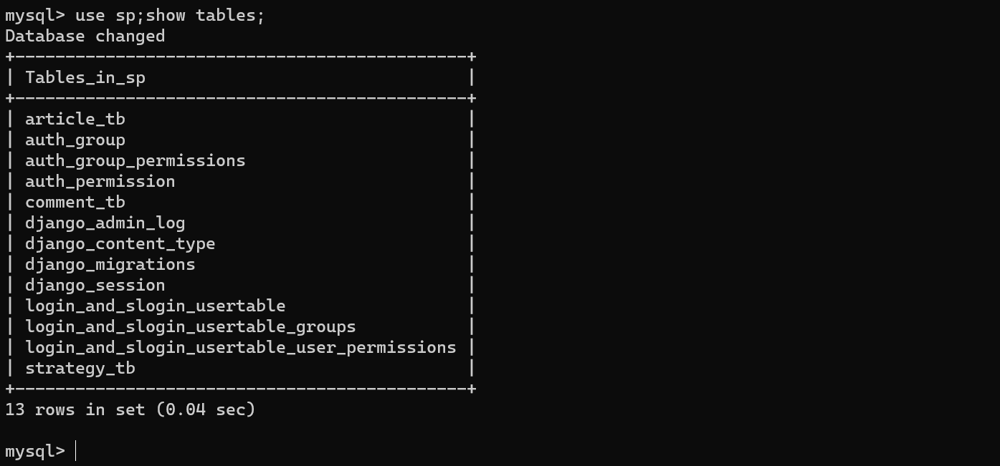 mysql> use sp;show tables;
Database changed
+---------------------------------------------+
| Tables_in_sp                                |
+---------------------------------------------+
| article_tb                                  |
| auth_group                                  |
| auth_group_permissions                      |
| auth_permission                             |
| comment_tb                                  |
| django_admin_log                            |
| django_content_type                         |
| django_migrations                           |
| django_session                              |
| login_and_slogin_usertable                  |
| login_and_slogin_usertable_groups           |
| login_and_slogin_usertable_user_permissions |
| strategy_tb                                 |
+---------------------------------------------+
13 rows in set (0.04 sec)
mysql>